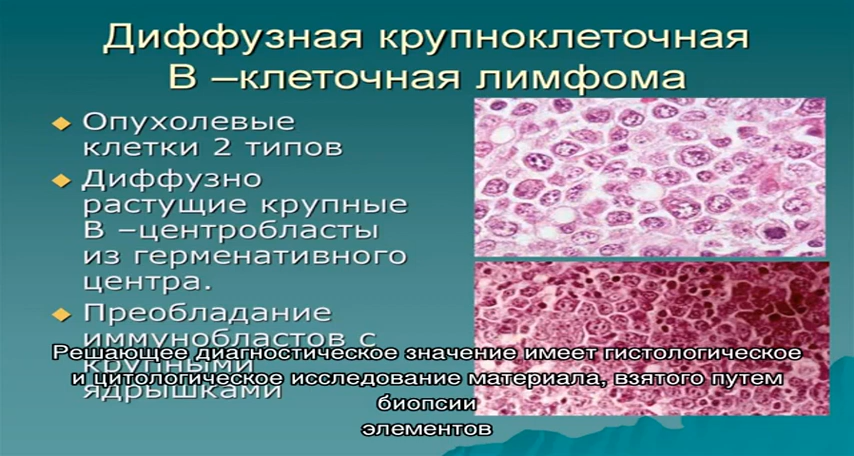 Диффузная крупноклеточная
В –клеточная лимфома
Опухолевые
клетки 2 типов
Диффузно
растущие крупные
В –центробласты
из герменативного
центра.
Преобладание
иммунобластов с
крупными
ядрышками
Решающее диагностическое значение имеет гистологическое
и цитологическое исследование материала, взятого путем
биопсии
элементов